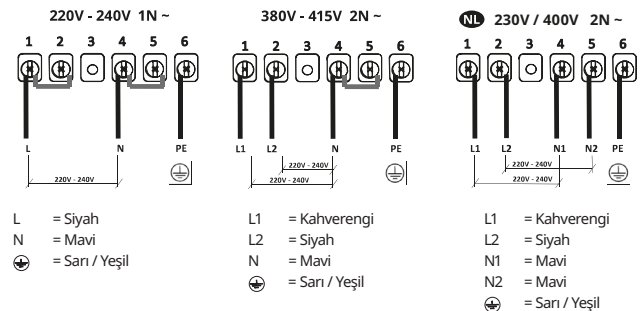 220V - 240V 1N ~
1 2 3 4 5 6
L N PE
220V - 240V
L = Siyah
N = Mavi
= Sarı / Yeşil
380V - 415V 2N ~
1 2 3 4 5 6
L1 L2 N PE
220V - 240V
220V - 240V
L1 = Kahverengi
L2 = Siyah
N = Mavi
= Sarı / Yeşil
NL 230V / 400V 2N ~
1 2 3 4 5 6
L1 L2 N1 N2 PE
220V - 240V
220V - 240V
L1 = Kahverengi
L2 = Siyah
N1 = Mavi
N2 = Mavi
= Sarı / Yeşil